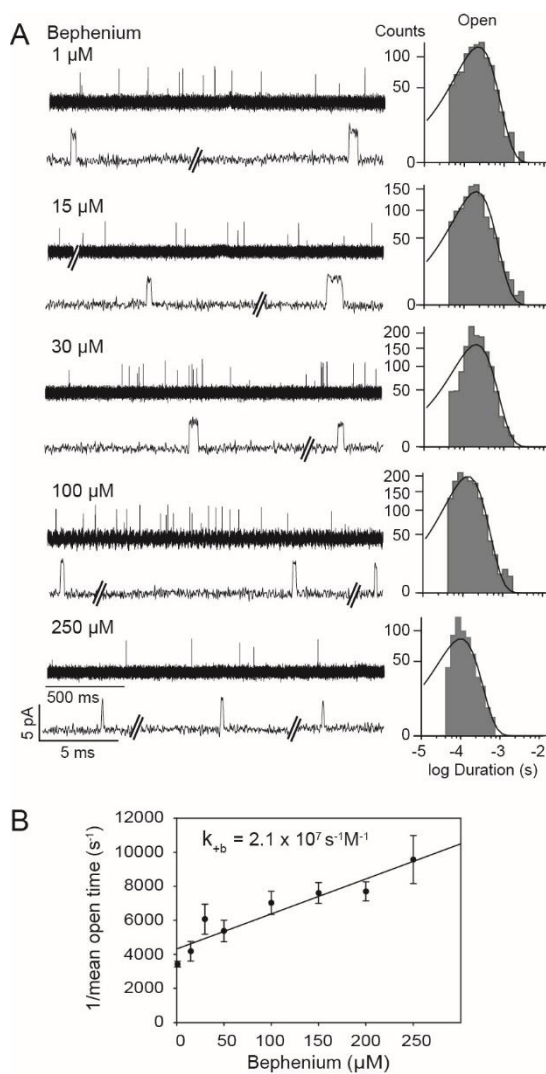 A
Bephenium
Counts
Open
1 µM
100
50
0
15 µM
150
100
50
0
30 µM
200
150
100
50
0
100 µM
200
150
100
50
0
250 µM
100
50
0
500 ms
5 pA
5 ms
-5 -4 -3 -2
log Duration (s)
B
k+b = 2.1 x 10⁷ s⁻¹M⁻¹
1/mean open time (s⁻¹)
12000
10000
8000
6000
4000
2000
0
0 50 100 150 200 250
Bephenium (µM)